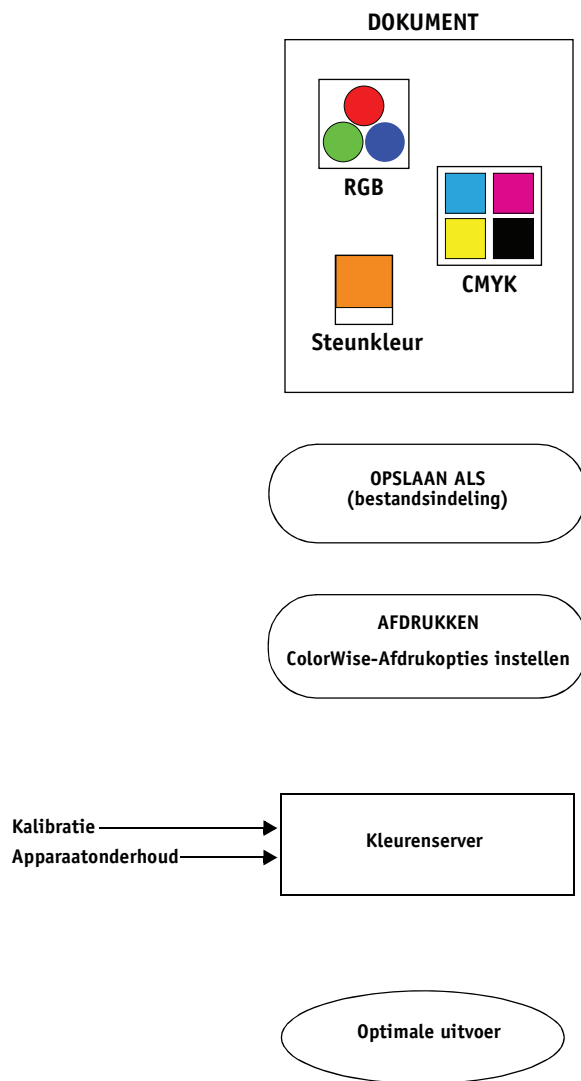 DOKUMENT
RGB
CMYK
Steunkleur
OPSLAAN ALS
(bestandsindeling)
AFDRUKKEN
ColorWise-Afdrukopties instellen
Kalibratie
Apparaatonderhoud
Kleurenserver
Optimale uitvoer